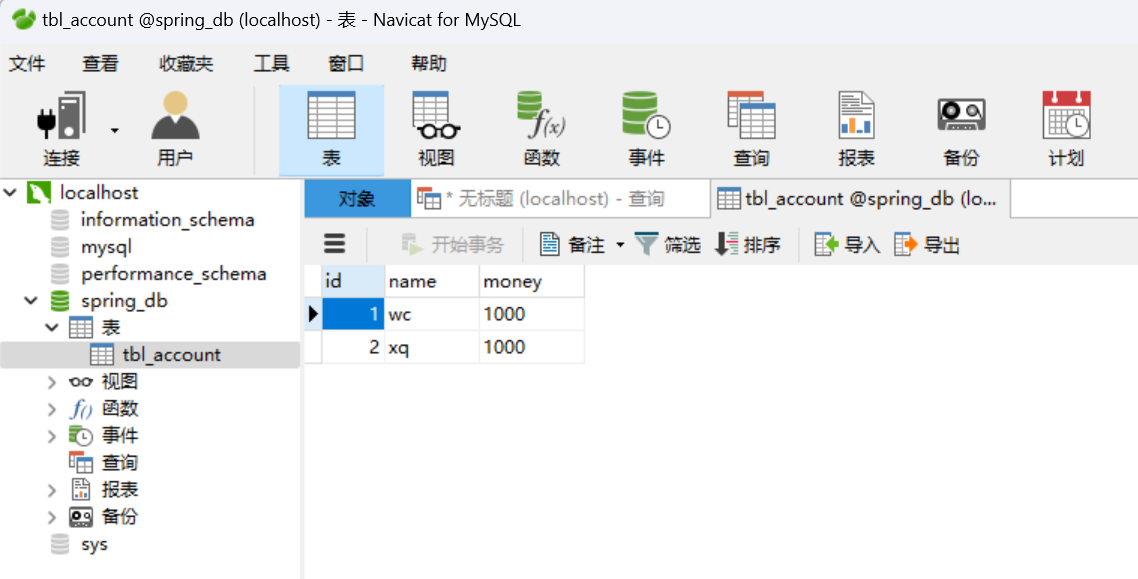 tbl_account @spring_db (localhost) - 表 - Navicat for MySQL
文件 查看 收藏夹 工具 窗口 帮助
连接 用户 表 视图 函数 事件 查询 报表 备份 计划
localhost
information_schema
mysql
performance_schema
spring_db
表
tbl_account
视图
函数
事件
查询
报表
备份
sys
对象 * 无标题 (localhost) - 查询 tbl_account @spring_db (lo...
开始事务 备注 筛选 排序 导入 导出
id name money
1 wc 1000
2 xq 1000